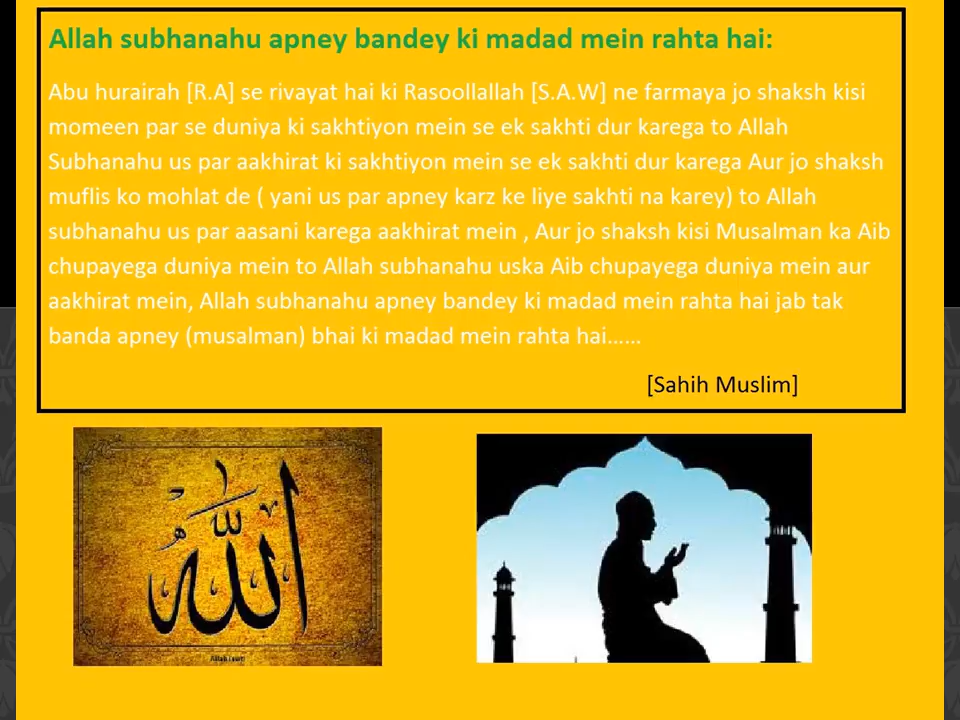 Allah subhanahu apney bandey ki madad mein rahta hai:
Abu hurairah [R.A] se rivayat hai ki Rasoollallah [S.A.W] ne farmaya jo shaksh kisi
momeen par se duniya ki sakhtiyon mein se ek sakhti dur karega to Allah
Subhanahu us par aakhirat ki sakhtiyon mein se ek sakhti dur karega Aur jo shaksh
muflis ko mohlat de ( yani us par apney karz ke liye sakhti na karey) to Allah
subhanahu us par aasani karega aakhirat mein , Aur jo shaksh kisi Musalman ka Aib
chupayega duniya mein to Allah subhanahu uska Aib chupayega duniya mein aur
aakhirat mein, Allah subhanahu apney bandey ki madad mein rahta hai jab tak
banda apney (musalman) bhai ki madad mein rahta hai......
[Sahih Muslim]
الله